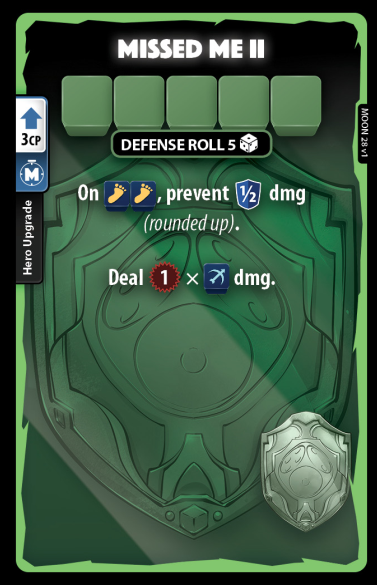 MISSED ME II
3CP
M
Hero Upgrade
MOON 28 v1
DEFENSE ROLL 5
On , prevent 1/2 dmg
(rounded up).
Deal 1 × dmg.